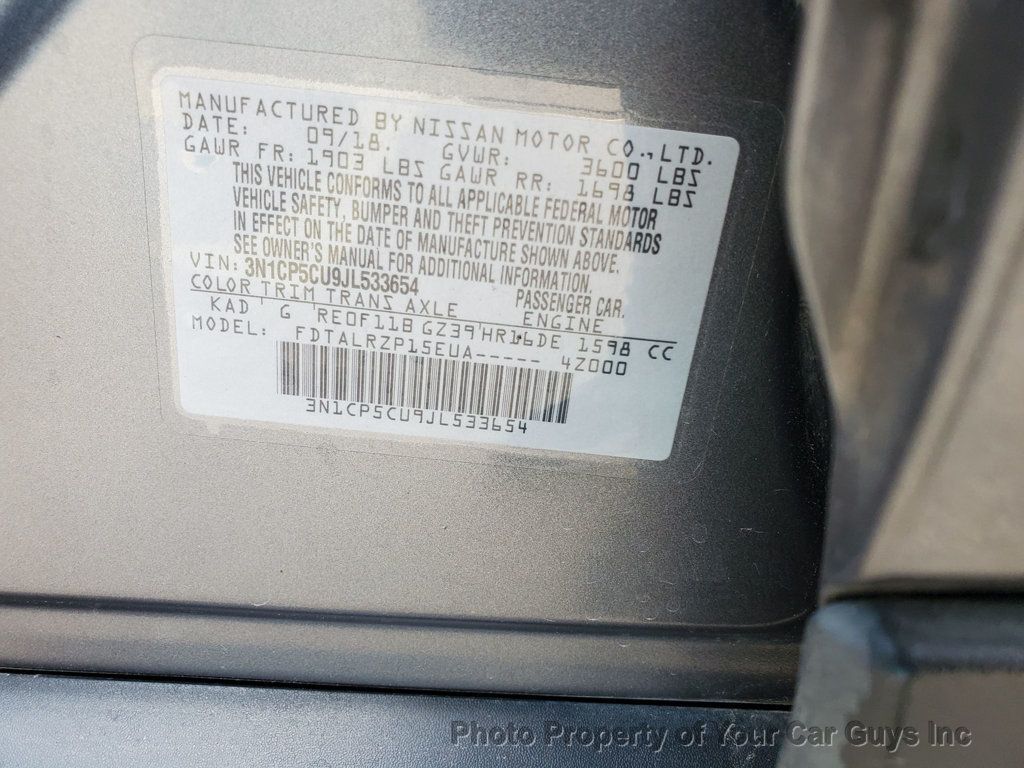 MANUFACTURED BY NISSAN MOTOR CO.,LTD.
DATE: 09/18. GVWR: 3600 LBS
GAWR FR: 1903 LBS GAWR RR: 1698 LBS
THIS VEHICLE CONFORMS TO ALL APPLICABLE FEDERAL MOTOR
VEHICLE SAFETY, BUMPER AND THEFT PREVENTION STANDARDS
IN EFFECT ON THE DATE OF MANUFACTURE SHOWN ABOVE.
SEE OWNER'S MANUAL FOR ADDITIONAL INFORMATION.
VIN: 3N1CP5CU9JL533654 PASSENGER CAR.
COLOR TRIM TRANS AXLE ENGINE
KAD ' G RE0F11B GZ39'HR16DE 1598 CC
MODEL: FDTALRZP15EUA----- 4Z000
3N1CP5CU9JL533654
Photo Property of Your Car Guys Inc